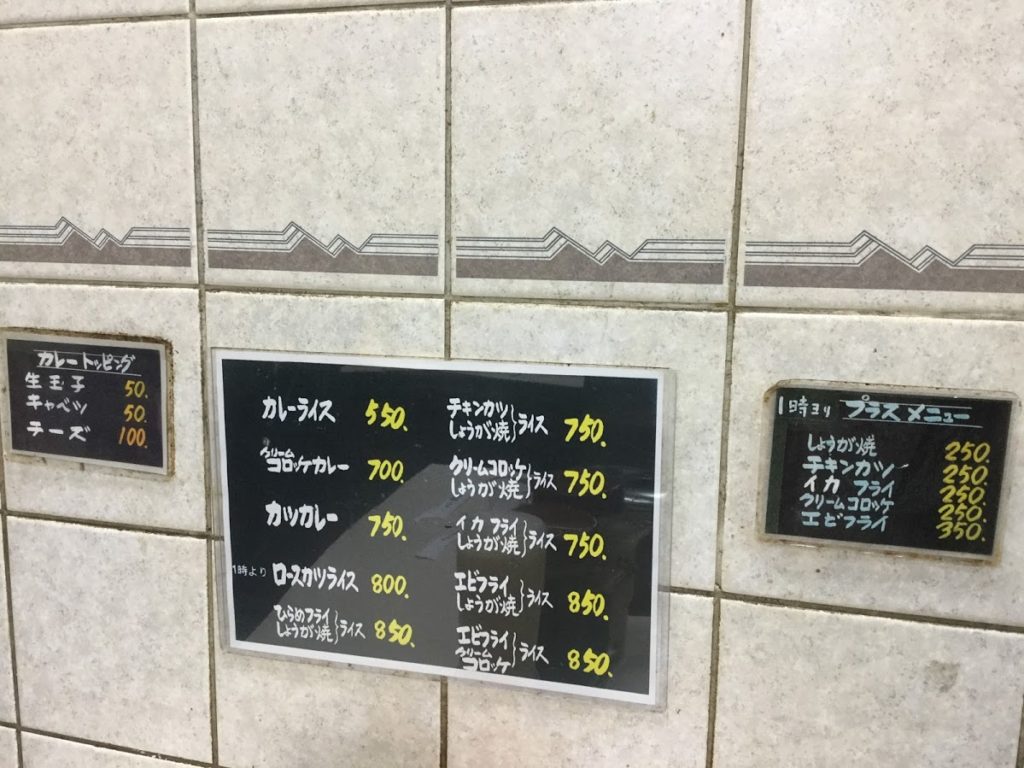 カレートッピング
生玉子 50.
キャベツ 50.
チーズ 100.
カレーライス 550.
クリーム
コロッケカレー 700.
カツカレー 750.
1時より ロースカツライス 800.
ひらめフライ
しょうが焼}ライス 850.
チキンカツ
しょうが焼}ライス 750.
クリームコロッケ
しょうが焼}ライス 750.
イカフライ
しょうが焼}ライス 750.
エビフライ
しょうが焼}ライス 850.
エビフライ
クリーム
コロッケ}ライス 850.
1時ヨリ プラスメニュー
しょうが焼 250.
チキンカツ 250.
イカフライ 250.
クリームコロッケ 250.
エビフライ 350.